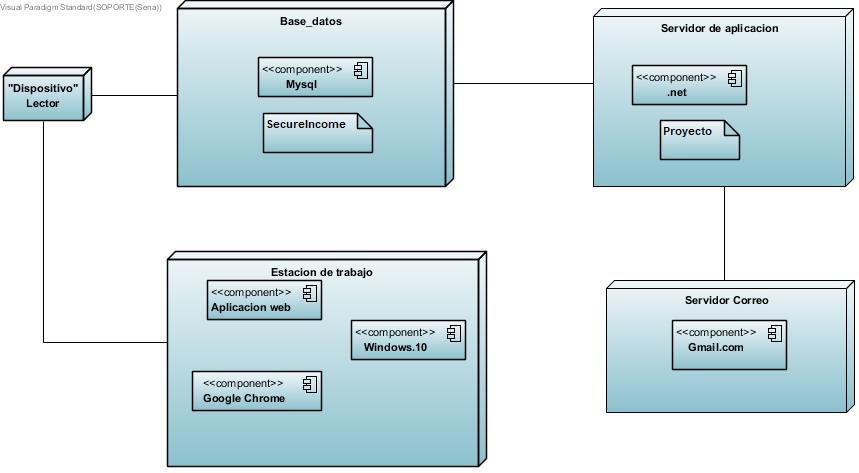 Visual Paradigm Standard(SOPORTE(Sena))
Base_datos
<<component>>
Mysql
SecureIncome
Servidor de aplicacion
<<component>>
.net
Proyecto
"Dispositivo"
Lector
Estacion de trabajo
<<component>>
Aplicacion web
<<component>>
Windows.10
<<component>>
Google Chrome
Servidor Correo
<<component>>
Gmail.com